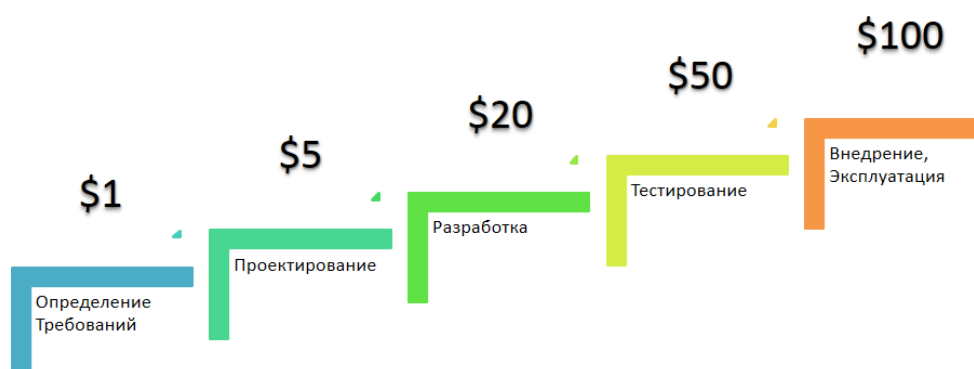 $1
Определение
Требований
$5
Проектирование
$20
Разработка
$50
Тестирование
$100
Внедрение,
Эксплуатация